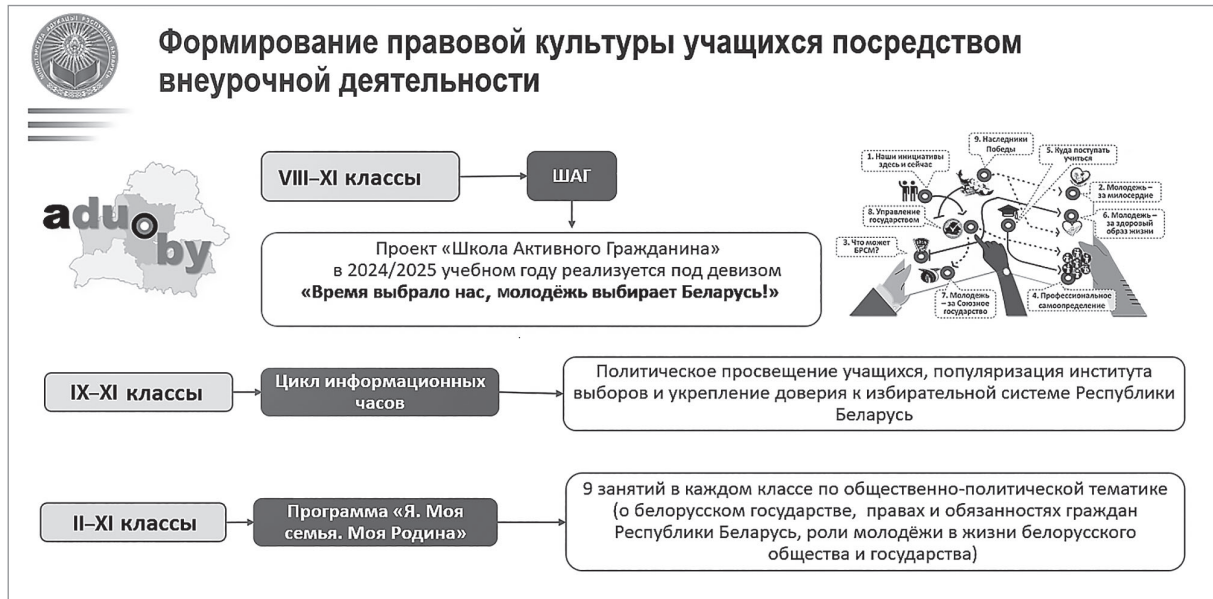 Формирование правовой культуры учащихся посредством
внеурочной деятельности
adu
by
VIII–XI классы
ШАГ
Проект «Школа Активного Гражданина»
в 2024/2025 учебном году реализуется под девизом
«Время выбрало нас, молодёжь выбирает Беларусь!»
9. Наследники
Победы
1. Наши инициативы
здесь и сейчас
5. Куда поступать
учиться
2. Молодежь –
за милосердие
8. Управление
государством
6. Молодежь –
за здоровый
образ жизни
3. Что может
БРСМ?
7. Молодежь
– за Союзное
государство
4. Профессиональное
самоопределение
IX–XI классы
Цикл информационных
часов
Политическое просвещение учащихся, популяризация института
выборов и укрепление доверия к избирательной системе Республики
Беларусь
II–XI классы
Программа «Я. Моя
семья. Моя Родина»
9 занятий в каждом классе по общественно-политической тематике
(о белорусском государстве, правах и обязанностях граждан
Республики Беларусь, роли молодёжи в жизни белорусского
общества и государства)